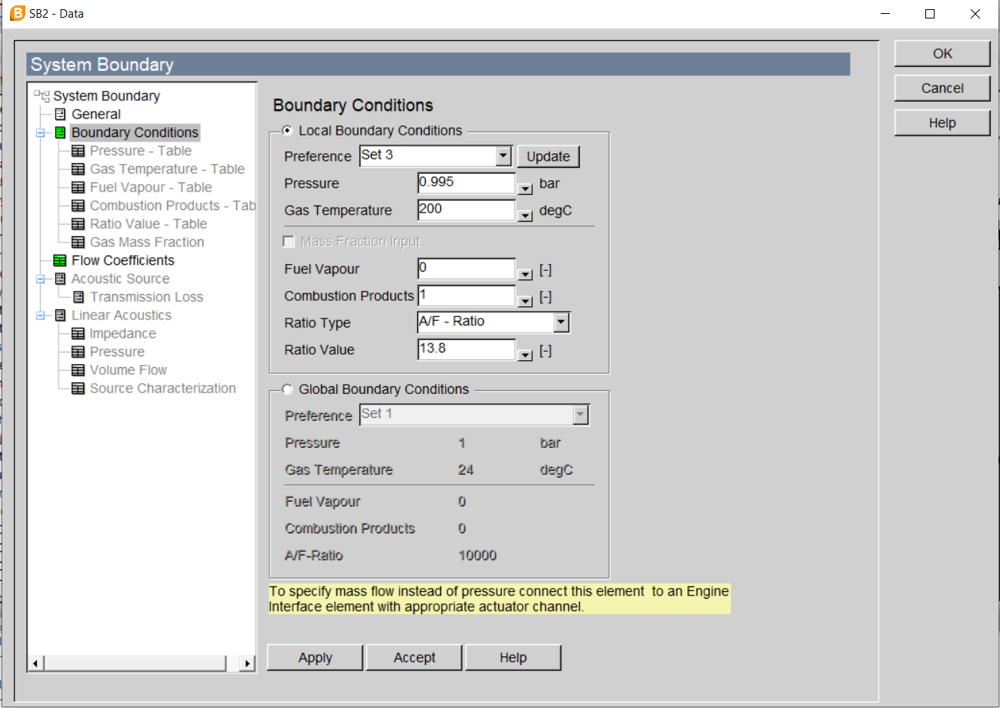 SB2 - Data
System Boundary
OK
Cancel
Help
System Boundary
General
Boundary Conditions
Pressure - Table
Gas Temperature - Table
Fuel Vapour - Table
Combustion Products - Tab
Ratio Value - Table
Gas Mass Fraction
Flow Coefficients
Acoustic Source
Transmission Loss
Linear Acoustics
Impedance
Pressure
Volume Flow
Source Characterization
Boundary Conditions
Local Boundary Conditions
Preference Set 3 Update
Pressure 0.995 bar
Gas Temperature 200 degC
Mass Fraction Input
Fuel Vapour 0 [-]
Combustion Products 1 [-]
Ratio Type A/F - Ratio
Ratio Value 13.8 [-]
Global Boundary Conditions
Preference Set 1
Pressure 1 bar
Gas Temperature 24 degC
Fuel Vapour 0
Combustion Products 0
A/F-Ratio 10000
To specify mass flow instead of pressure connect this element to an Engine
Interface element with appropriate actuator channel.
Apply Accept Help